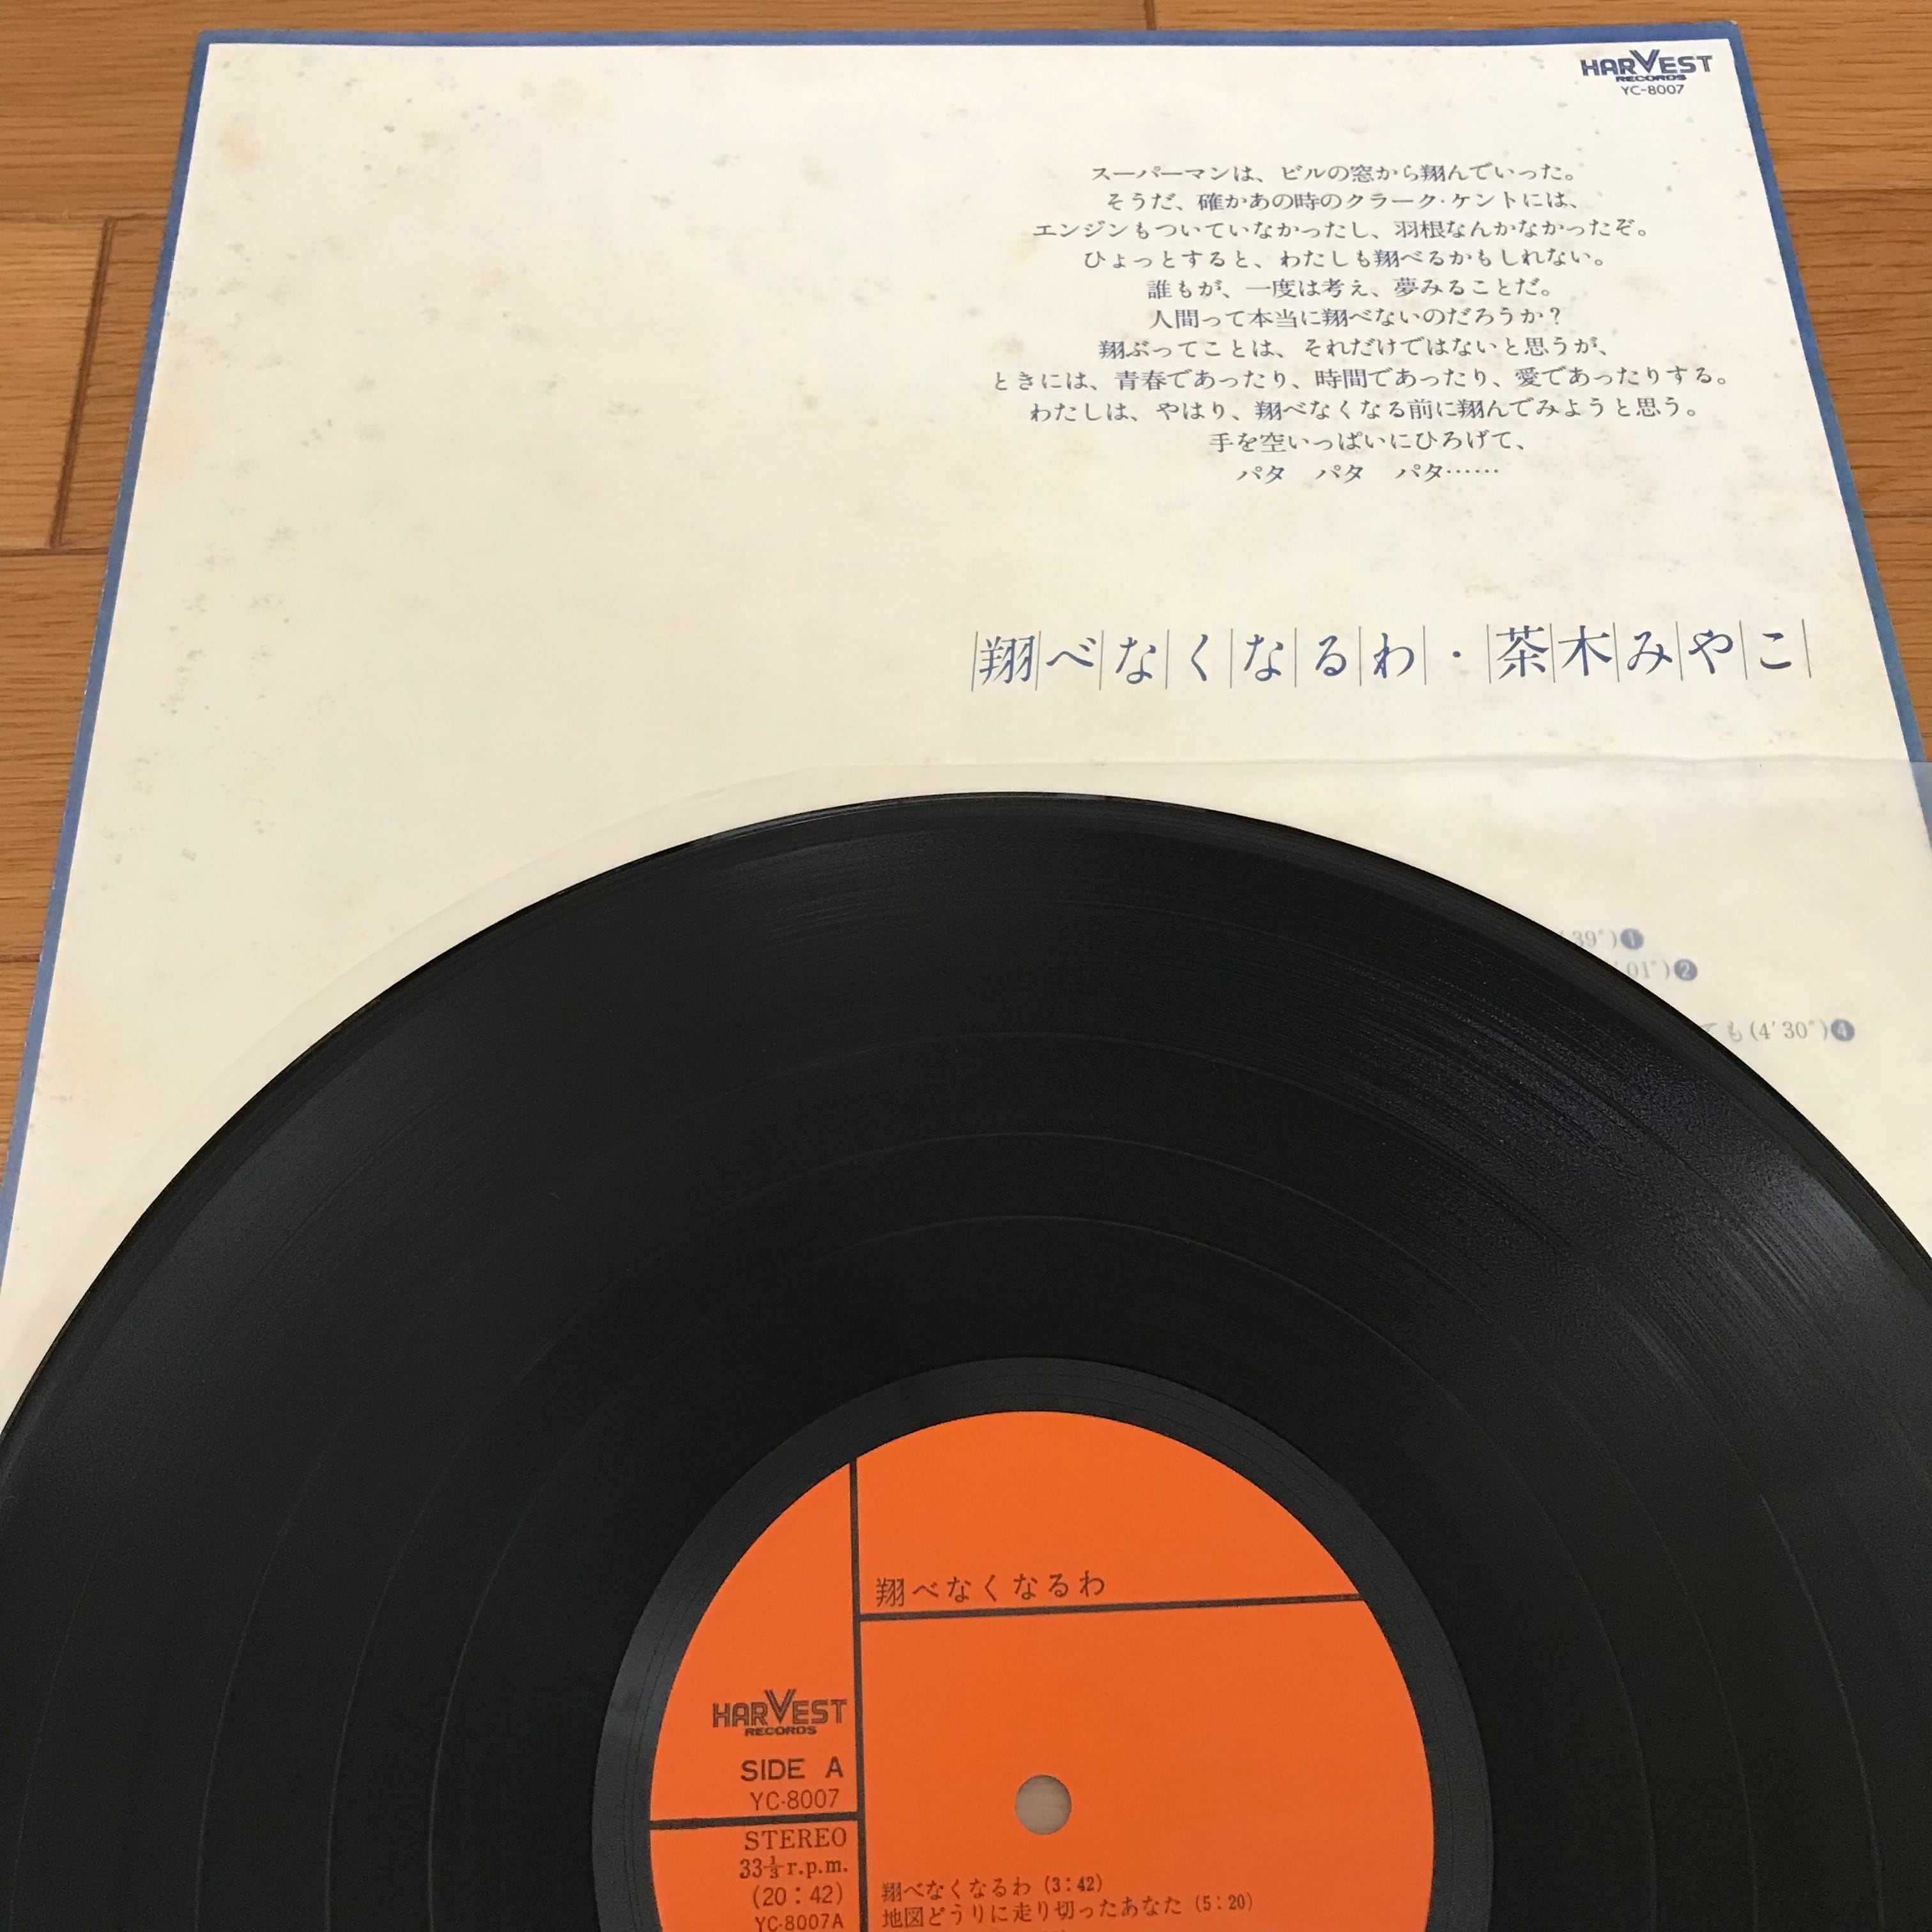 HARVEST
RECORDS
YC-8007
スーパーマンは、ビルの窓から翔んでいった。
そうだ、確かあの時のクラーク·ケントには、
エンジンもついていなかったし、羽根なんかなかったぞ。
ひょっとすると、わたしも翔べるかもしれない。
誰もが、一度は考え、夢みることだ。
人間って本当に翔べないのだろうか？
翔ぶってことは、それだけではないと思うが、
ときには、青春であったり、時間であったり、愛であったりする。
わたしは、やはり、翔べなくなる前に翔んでみようと思う。
手を空いっぱいにひろげて、
パタ　パタ　パタ……
翔べなくなるわ・茶木みやこ
39″)❶
01″)❷
ても(4′30″)❹
翔べなくなるわ
HARVEST
RECORDS
SIDE A
YC-8007
STEREO
33⅓r.p.m.
(20：42)
YC-8007A
翔べなくなるわ (3：42)
地図どうりに走り切ったあなた (5：20)